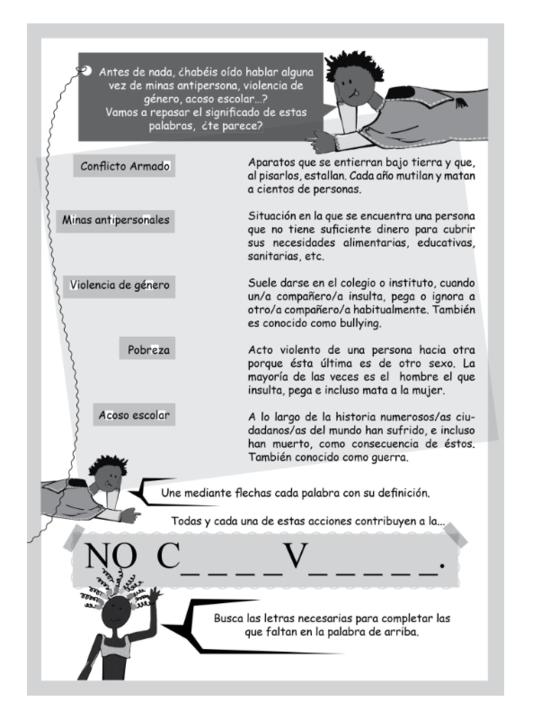 Antes de nada, ¿habéis oído hablar alguna
vez de minas antipersona, violencia de
género, acoso escolar...?
Vamos a repasar el significado de estas
palabras, ¿te parece?
Conflicto Armado
Aparatos que se entierran bajo tierra y que,
al pisarlos, estallan. Cada año mutilan y matan
a cientos de personas.
Minas antipersonales
Situación en la que se encuentra una persona
que no tiene suficiente dinero para cubrir
sus necesidades alimentarias, educativas,
sanitarias, etc.
Violencia de género
Suele darse en el colegio o instituto, cuando
un/a compañero/a insulta, pega o ignora a
otro/a compañero/a habitualmente. También
es conocido como bullying.
Pobreza
Acto violento de una persona hacia otra
porque ésta última es de otro sexo. La
mayoría de las veces es el hombre el que
insulta, pega e incluso mata a la mujer.
Acoso escolar
A lo largo de la historia numerosos/as ciu-
dadanos/as del mundo han sufrido, e incluso
han muerto, como consecuencia de éstos.
También conocido como guerra.
Une mediante flechas cada palabra con su definición.
Todas y cada una de estas acciones contribuyen a la...
NO C_ _ _ _V_ _ _ _ _.
Busca las letras necesarias para completar las
que faltan en la palabra de arriba.